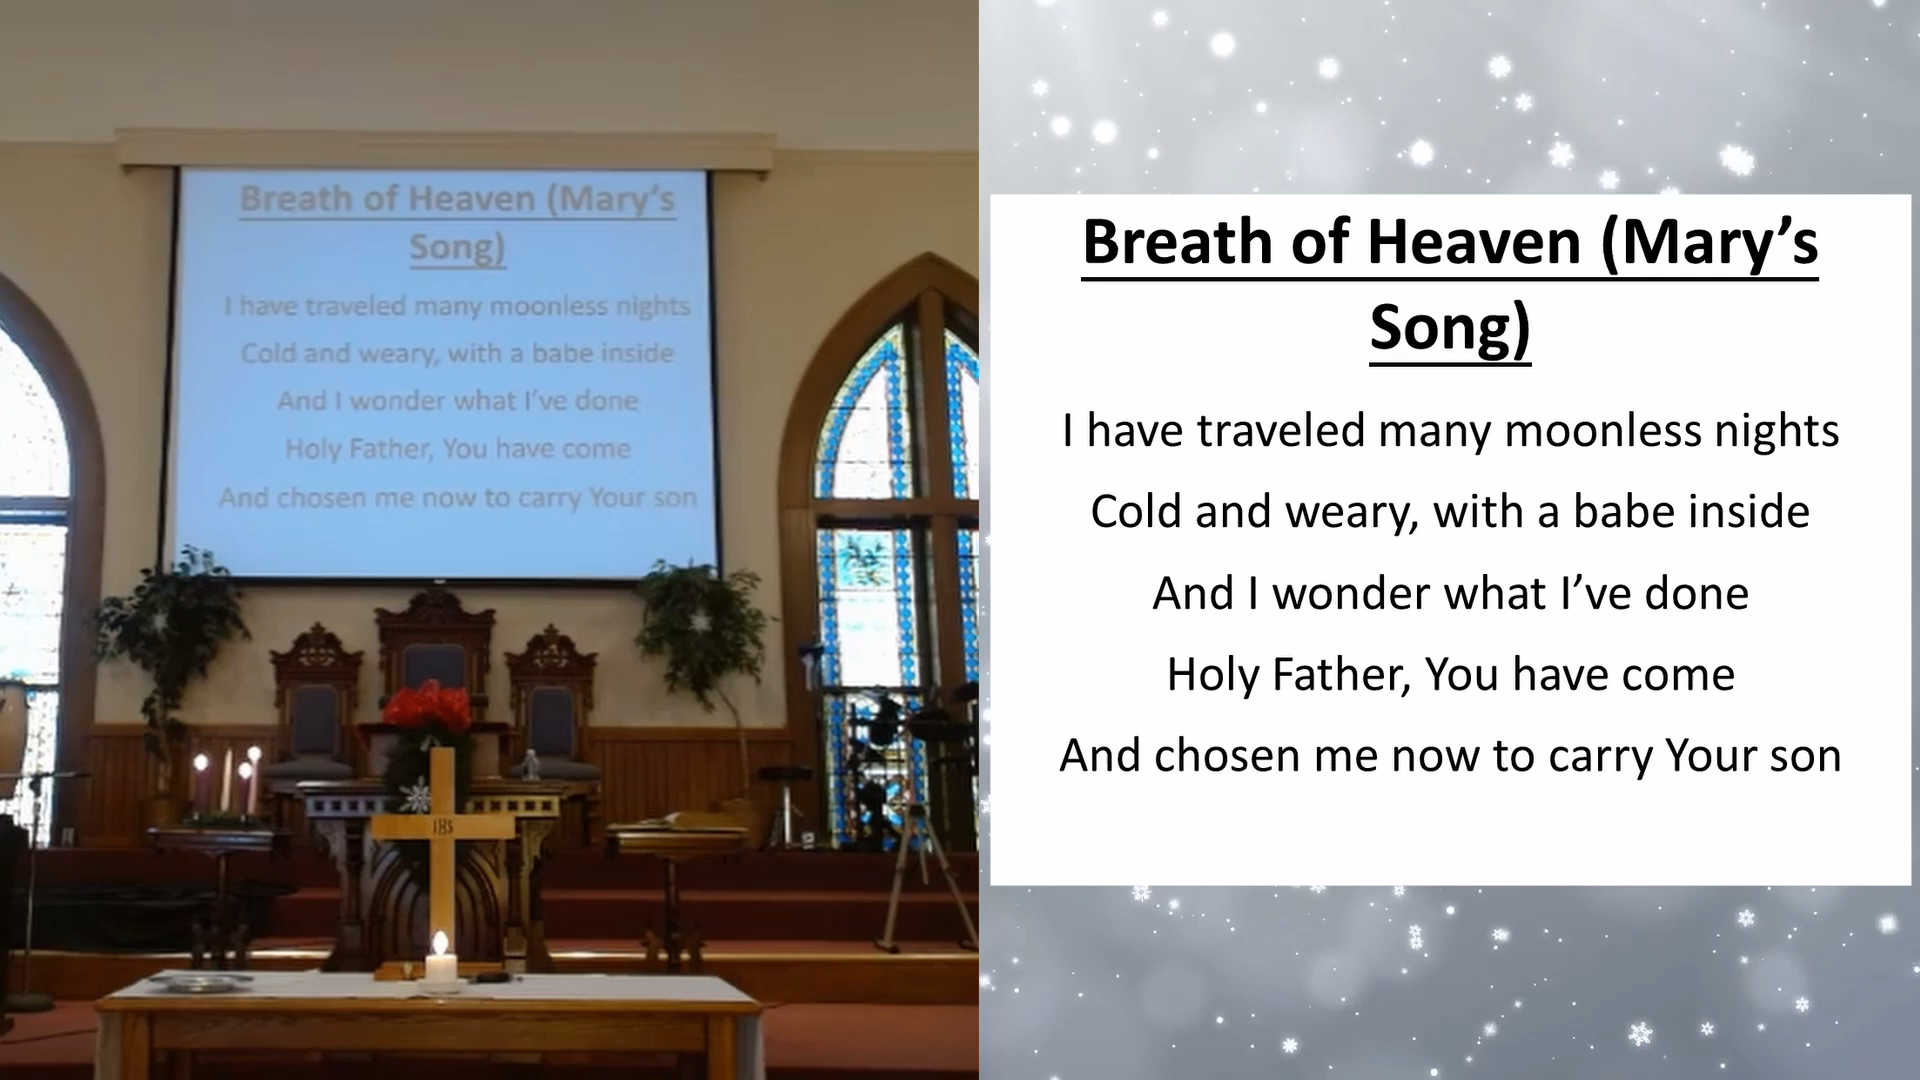 Breath of Heaven (Mary's
Song)
I have traveled many moonless nights
Cold and weary, with a babe inside
And I wonder what I've done
Holy Father, You have come
And chosen me now to carry Your son
IHS
Breath of Heaven (Mary’s
Song)
I have traveled many moonless nights
Cold and weary, with a babe inside
And I wonder what I’ve done
Holy Father, You have come
And chosen me now to carry Your son